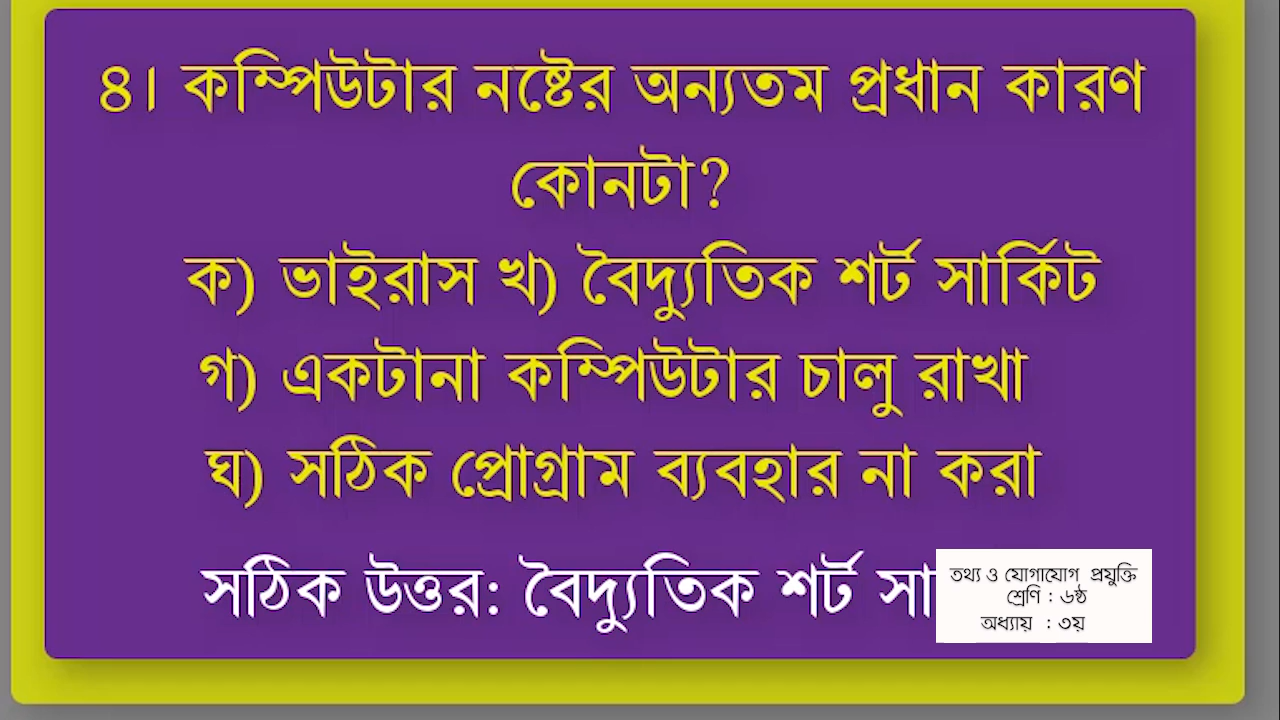 ৪। কম্পিউটার নষ্টের অন্যতম প্রধান কারণ
কোনটা?
ক) ভাইরাস খ) বৈদ্যুতিক শর্ট সার্কিট
গ) একটানা কম্পিউটার চালু রাখা
ঘ) সঠিক প্রোগ্রাম ব্যবহার না করা
সঠিক উত্তর: বৈদ্যুতিক শর্ট
তথ্য ও যোগাযোগ প্রযুক্তি
শ্রেণি : ৬ষ্ঠ
অধ্যায় : ৩য়